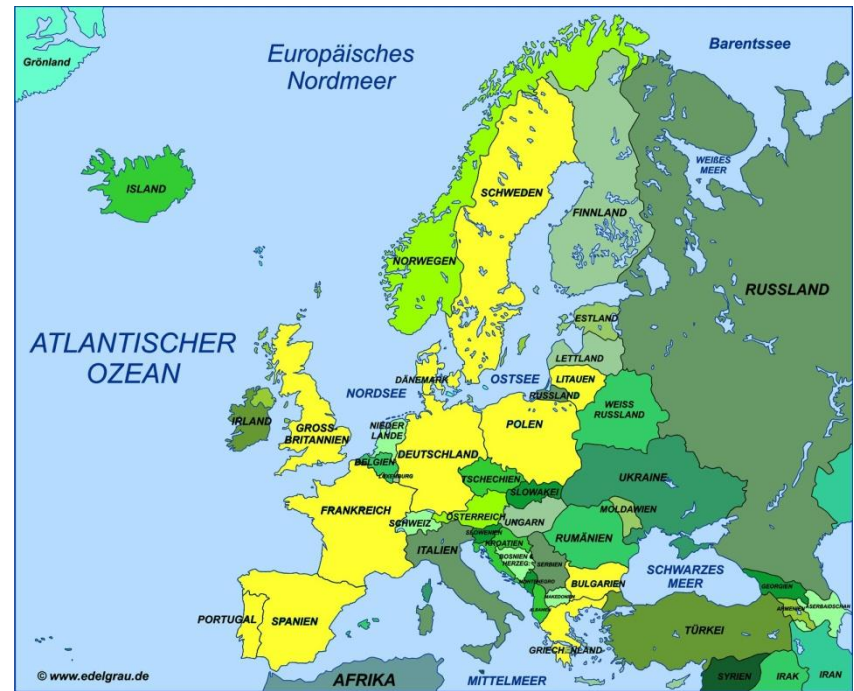 Grönland
Europäisches
Nordmeer
Barentssee
WEIßES
MEER
ISLAND
SCHWEDEN
FINNLAND
NORWEGEN
RUSSLAND
ATLANTISCHER
OZEAN
ESTLAND
LETTLAND
NORDSEE
DÄNEMARK
OSTSEE
LITAUEN
RUSSLAND
WEISS
RUSSLAND
IRLAND
GROSS-
BRITANNIEN
NIEDER
LANDE
POLEN
DEUTSCHLAND
BELGIEN
LUXEMBURG
TSCHECHIEN
SLOWAKEI
UKRAINE
FRANKREICH
SCHWEIZ
ÖSTERREICH
UNGARN
MOLDAWIEN
ITALIEN
SLOWENIEN
KROATIEN
RUMÄNIEN
BOSNIEN &
HERZEG.
SERBIEN
SCHWARZES
MEER
MONTENEGRO
BULGARIEN
GEORGIEN
MAKEDONIEN
ALBANIEN
ARMENIEN
ASERBAIDSCHAN
PORTUGAL
SPANIEN
TÜRKEI
GRIECHENLAND
© www.edelgrau.de
AFRIKA
MITTELMEER
SYRIEN
IRAK
IRAN